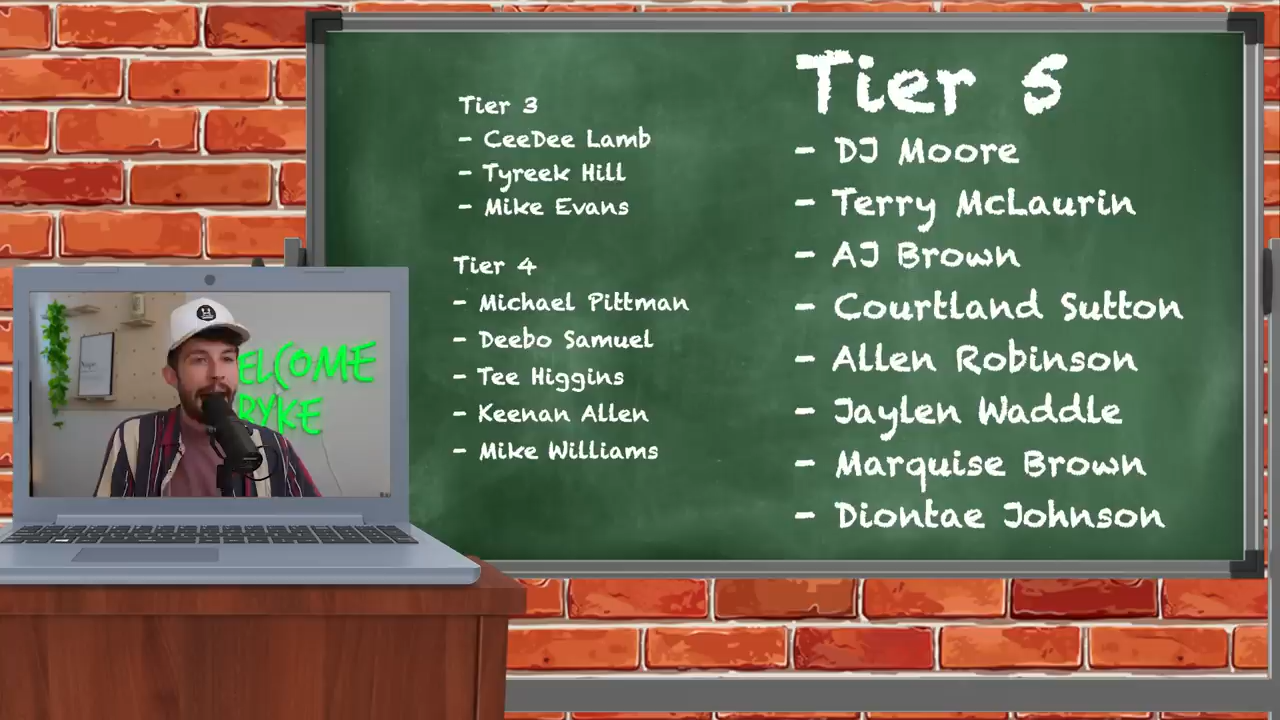 Tier 3
- CeeDee Lamb
- Tyreek Hill
- Mike Evans
Tier 4
- Michael Pittman
- Deebo Samuel
- Tee Higgins
- Keenan Allen
- Mike Williams
Tier 5
- DJ Moore
- Terry McLaurin
- AJ Brown
- Courtland Sutton
- Allen Robinson
- Jaylen Waddle
- Marquise Brown
- Diontae Johnson
ELCOME
RYKE